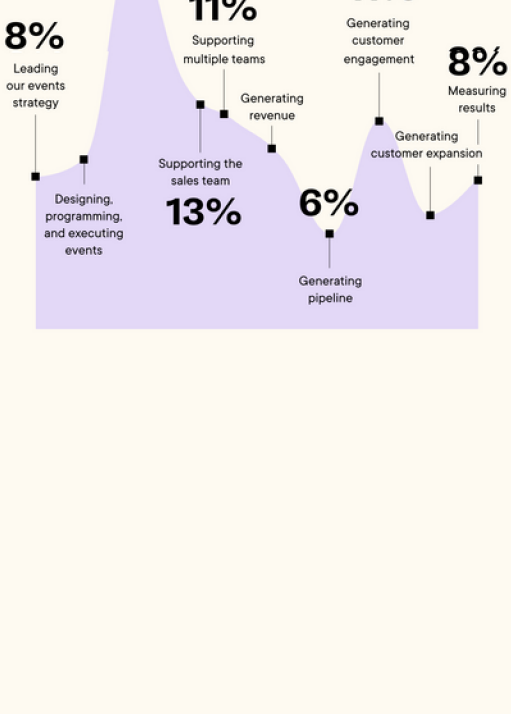 11%
8%
Leading
our events
strategy
Supporting
multiple teams
Generating
customer
engagement
8%
Measuring
results
Generating
revenue
Generating
customer expansion
Supporting the
sales team
13%
Designing,
programming,
and executing
events
6%
Generating
pipeline